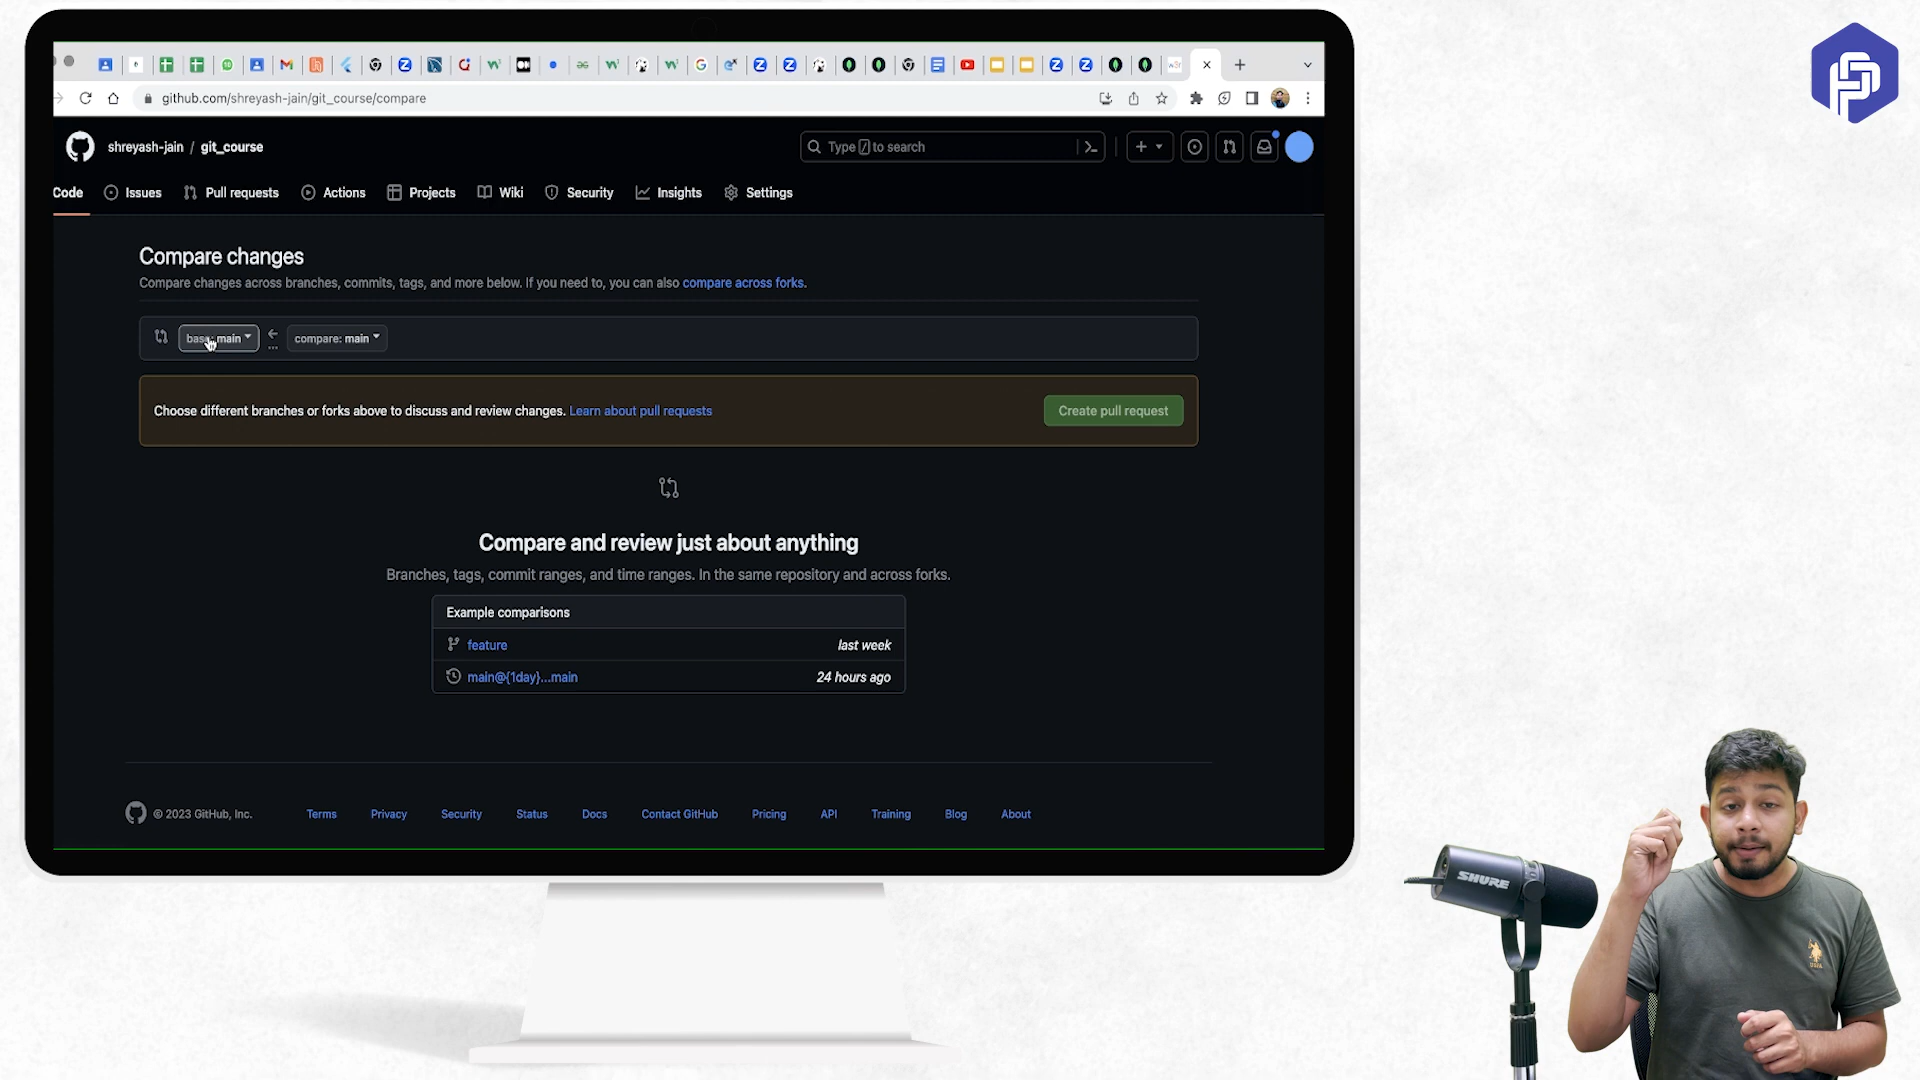 github.com/shreyash-jain/git_course/compare
shreyash-jain / git_course
Type / to search
Code Issues Pull requests Actions Projects Wiki Security Insights Settings
Compare changes
Compare changes across branches, commits, tags, and more below. If you need to, you can also compare across forks.
base: main compare: main
Choose different branches or forks above to discuss and review changes. Learn about pull requests
Create pull request
Compare and review just about anything
Branches, tags, commit ranges, and time ranges. In the same repository and across forks.
Example comparisons
feature last week
main@{1day}...main 24 hours ago
© 2023 GitHub, Inc. Terms Privacy Security Status Docs Contact GitHub Pricing API Training Blog About
SHURE